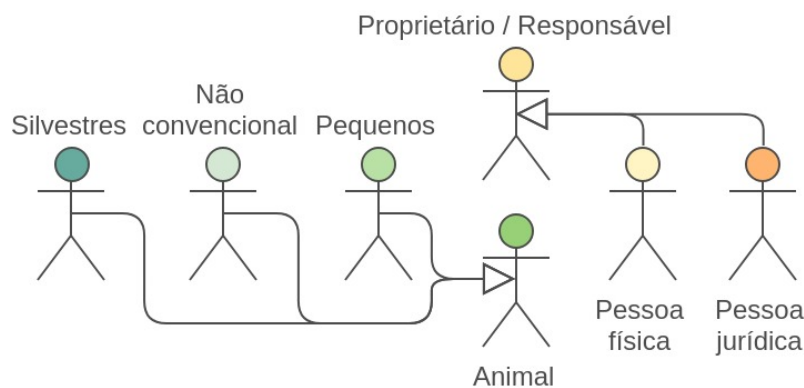 Proprietário / Responsável
Não
Silvestres convencional Pequenos
Pessoa Pessoa
física jurídica
Animal